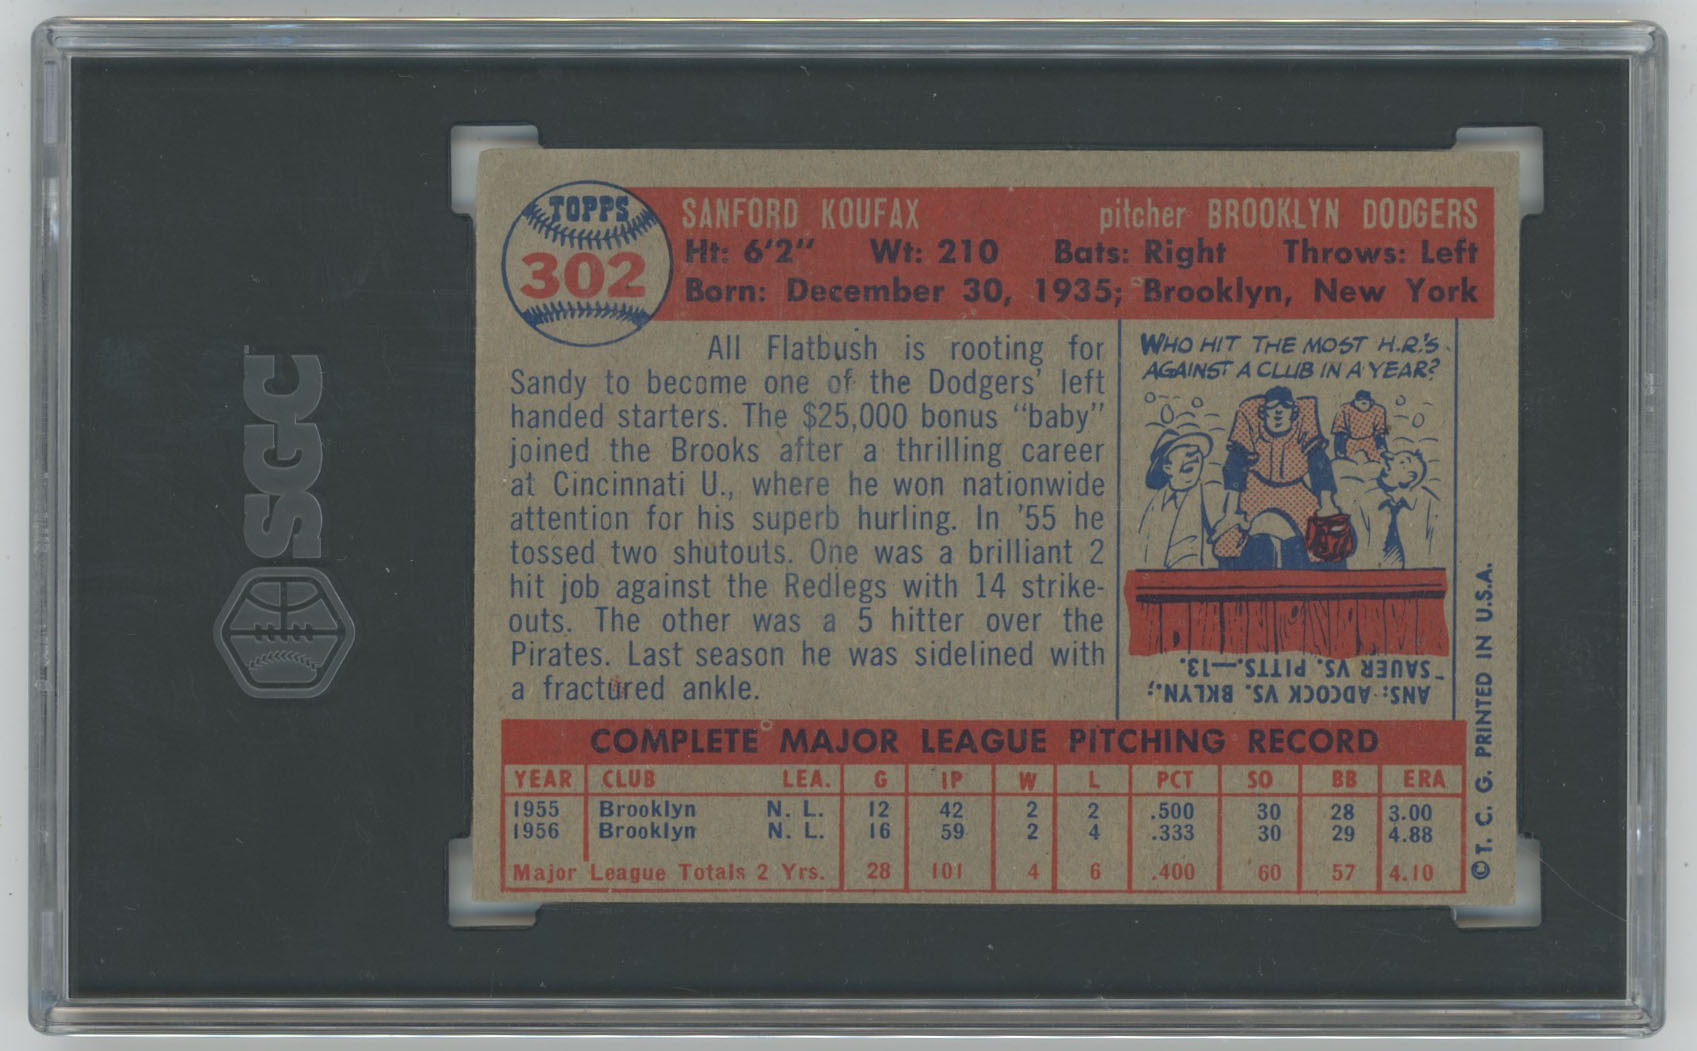 SGC
TOPPS
302
SANFORD KOUFAX pitcher BROOKLYN DODGERS
Ht: 6'2" Wt: 210 Bats: Right Throws: Left
Born: December 30, 1935; Brooklyn, New York
All Flatbush is rooting for
Sandy to become one of the Dodgers' left
handed starters. The $25,000 bonus "baby"
joined the Brooks after a thrilling career
at Cincinnati U., where he won nationwide
attention for his superb hurling. In '55 he
tossed two shutouts. One was a brilliant 2
hit job against the Redlegs with 14 strike-
outs. The other was a 5 hitter over the
Pirates. Last season he was sidelined with
a fractured ankle.
WHO HIT THE MOST H.R.'S
AGAINST A CLUB IN A YEAR?
ANS: ADCOCK VS. BKLYN.;
SAUER VS. PITTS.—13.
COMPLETE MAJOR LEAGUE PITCHING RECORD
YEAR CLUB LEA. G IP W L PCT SO BB ERA
1955 Brooklyn N. L. 12 42 2 2 .500 30 28 3.00
1956 Brooklyn N. L. 16 59 2 4 .333 30 29 4.88
Major League Totals 2 Yrs. 28 101 4 6 .400 60 57 4.10
©T. C. G. PRINTED IN U.S.A.